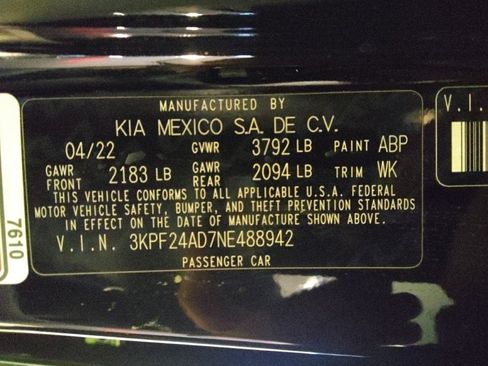 MANUFACTURED BY
KIA MEXICO S.A. DE C.V.
04/22 GVWR 3792 LB PAINT ABP
GAWR FRONT 2183 LB GAWR REAR 2094 LB TRIM WK
THIS VEHICLE CONFORMS TO ALL APPLICABLE U.S.A. FEDERAL
MOTOR VEHICLE SAFETY, BUMPER, AND THEFT PREVENTION STANDARDS
IN EFFECT ON THE DATE OF MANUFACTURE SHOWN ABOVE.
V.I.N. 3KPF24AD7NE488942
PASSENGER CAR
7610
V.I.